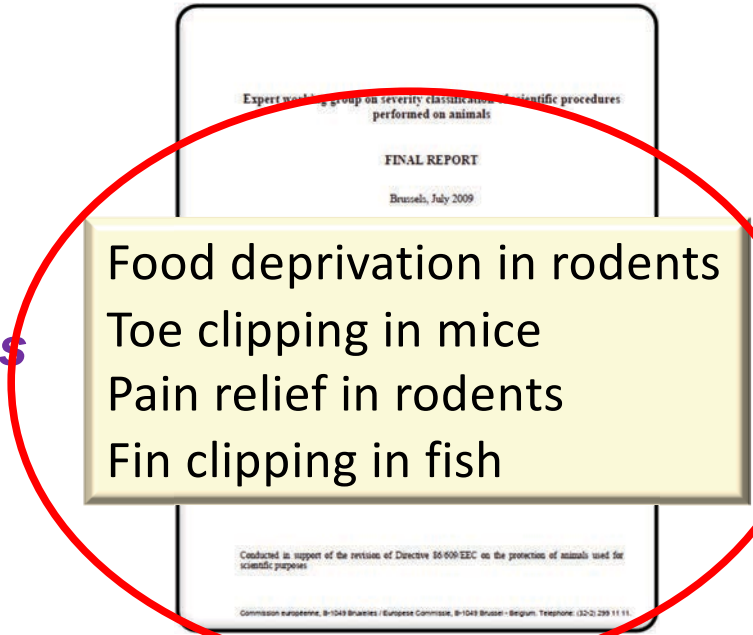 Expert working group on severity classification of scientific procedures
performed on animals
FINAL REPORT
Brussels, July 2009
s
Food deprivation in rodents
Toe clipping in mice
Pain relief in rodents
Fin clipping in fish
Conducted in support of the revision of Directive 86/609/EEC on the protection of animals used for
scientific purposes
Commission européenne, B-1049 Bruxelles / Europese Commissie, B-1049 Brussel - Belgium. Telephone: (32-2) 299 11 11.